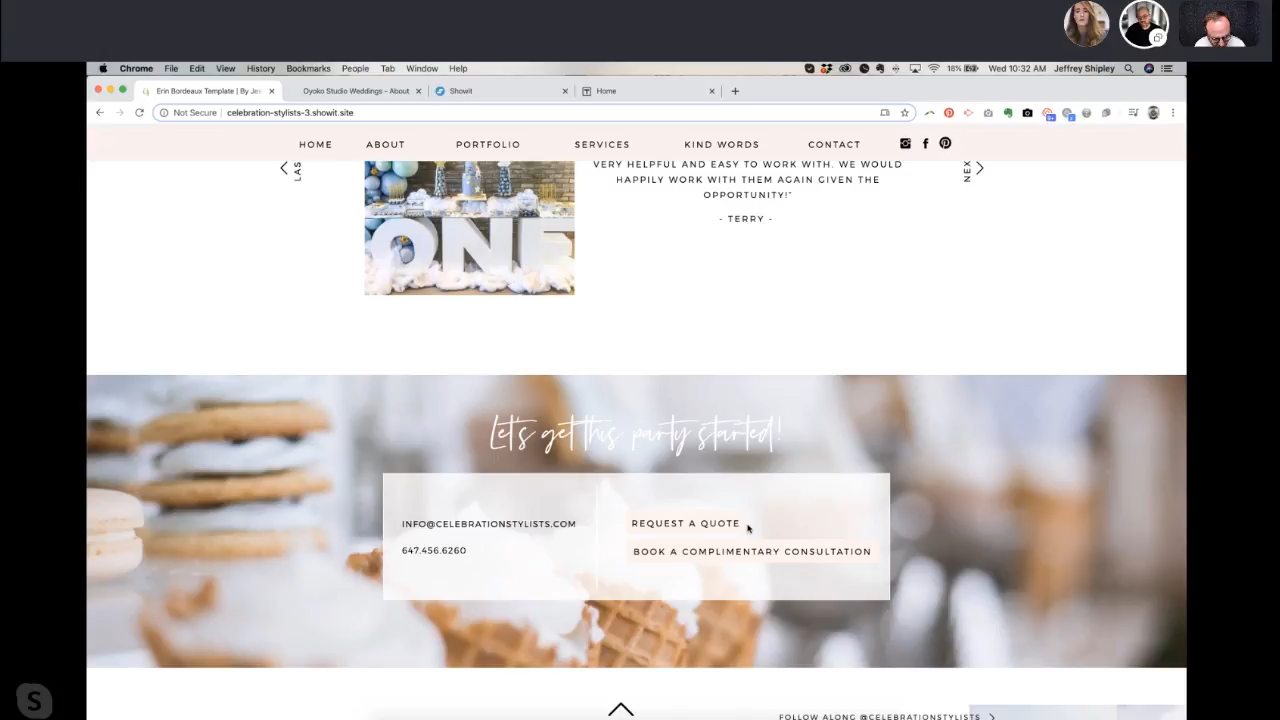 Chrome File Edit View History Bookmarks People Tab Window Help 18% Wed 10:32 AM Jeffrey Shipley
Erin Bordeaux Template | By Jes Oyoko Studio Weddings - About Showit Home
Not Secure | celebration-stylists-3.showit.site
HOME ABOUT PORTFOLIO SERVICES KIND WORDS CONTACT
LAS
VERY HELPFUL AND EASY TO WORK WITH. WE WOULD
HAPPILY WORK WITH THEM AGAIN GIVEN THE
OPPORTUNITY!"
- TERRY -
NEX
ONE
Let's get this party started!
INFO@CELEBRATIONSTYLISTS.COM
647.456.6260
REQUEST A QUOTE
BOOK A COMPLIMENTARY CONSULTATION
FOLLOW ALONG @CELEBRATIONSTYLISTS
S